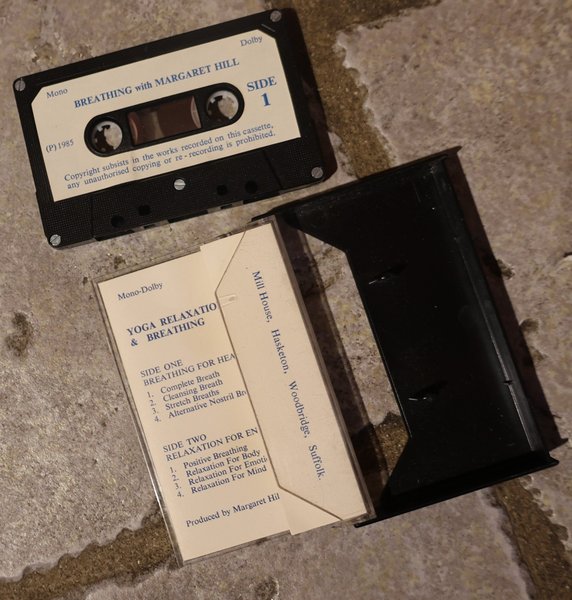 Mono
Dolby
BREATHING with MARGARET HILL
SIDE
1
(P)1985
Copyright subsists in the works recorded on this cassette,
any unauthorised copying or re-recording is prohibited.
Mono-Dolby
YOGA RELAXATIO
& BREATHING
SIDE ONE
BREATHING FOR HEA
1. Complete Breath
2. Cleansing Breath
3. Stretch Breaths
4. Alternative Nostril Br
SIDE TWO
RELAXATION FOR EN
1. Positive Breathing
2. Relaxation For Body
3. Relaxation For Emoti
4. Relaxation For Mind
Produced by Margaret Hil
Mill House, Hasketon, Woodbridge, Suffolk.